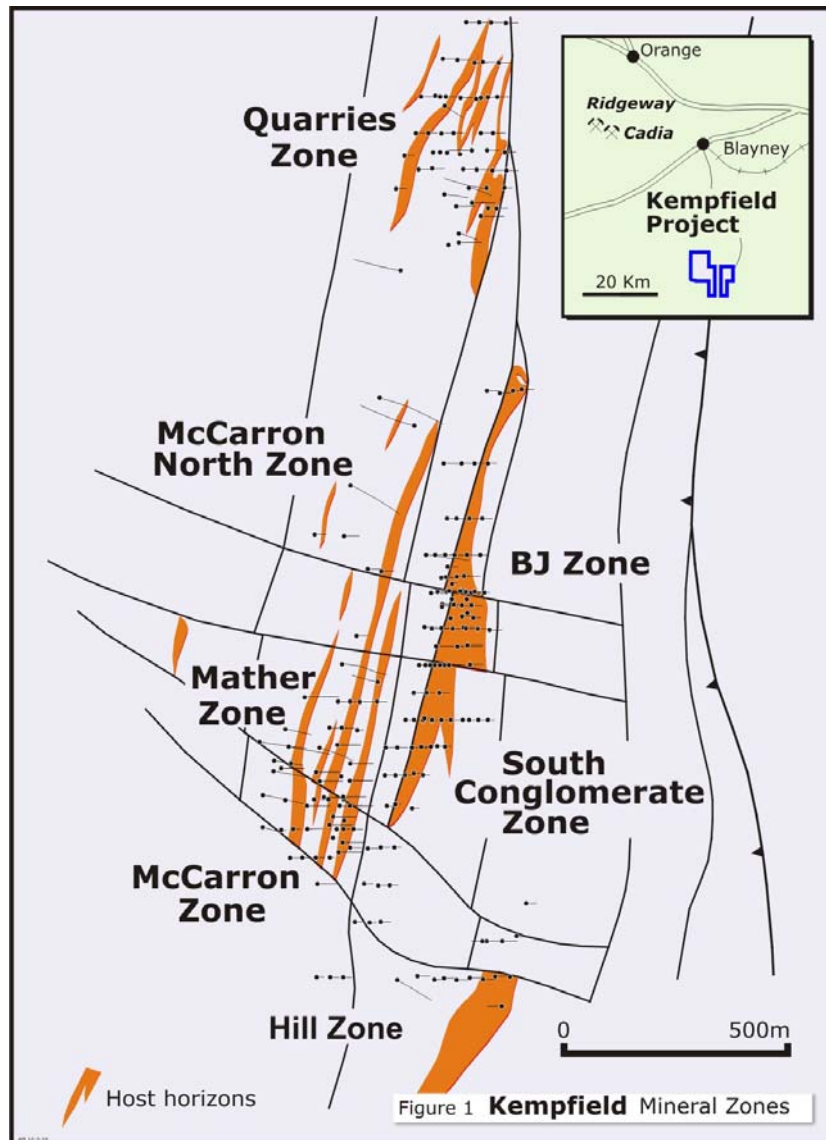 Quarries
Zone
Orange
Ridgeway
Cadia
Blayney
Kempfield
Project
20 Km
McCarron
North Zone
BJ Zone
Mather
Zone
South
Conglomerate
Zone
McCarron
Zone
Hill Zone
0 500m
Host horizons
Figure 1 Kempfield Mineral Zones